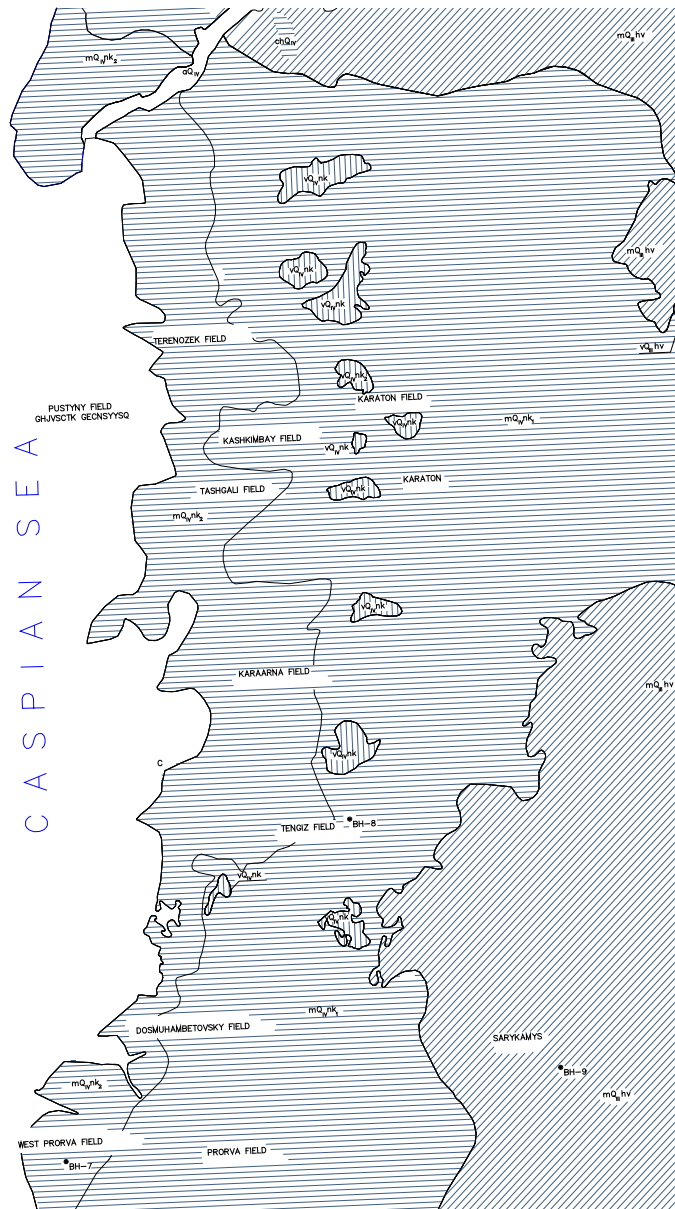 chQIV
mQIIIhv
mQIVnk2
aQIV
vQIVnk
mQIIIhv
vQIVnk
vQIVnk
TERENOZEK FIELD
vQIIIhv
vQIVnk2
KARATON FIELD
PUSTYNY FIELD
GHJVSCTK GECNSYYSQ
mQIVnk1
vQIVnk
KASHKIMBAY FIELD
vQIVnk
CASPIAN SEA
KARATON
TASHGALI FIELD
vQIVnk
mQIVnk2
vQIVnk
KARAARNA FIELD
mQIIIhv
vQIVnk
C
TENGIZ FIELD
BH-8
vQIVnk
QIVnk
mQIVnk1
DOSMUHAMBETOVSKY FIELD
SARYKAMYS
BH-9
mQIVnk2
mQIIIhv
WEST PRORVA FIELD
PRORVA FIELD
BH-7